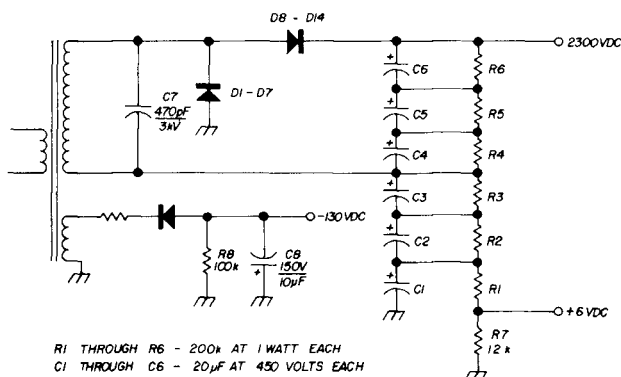 D8 - D14
2300VDC
C6
R6
C7
470pF
3kV
D1-D7
C5
R5
C4
R4
C3
R3
-130VDC
C2
R2
R8
100k
C8
150V
10µF
C1
R1
+6VDC
R7
12k
R1 THROUGH R6 - 200k AT 1 WATT EACH
C1 THROUGH C6 - 20µF AT 450 VOLTS EACH